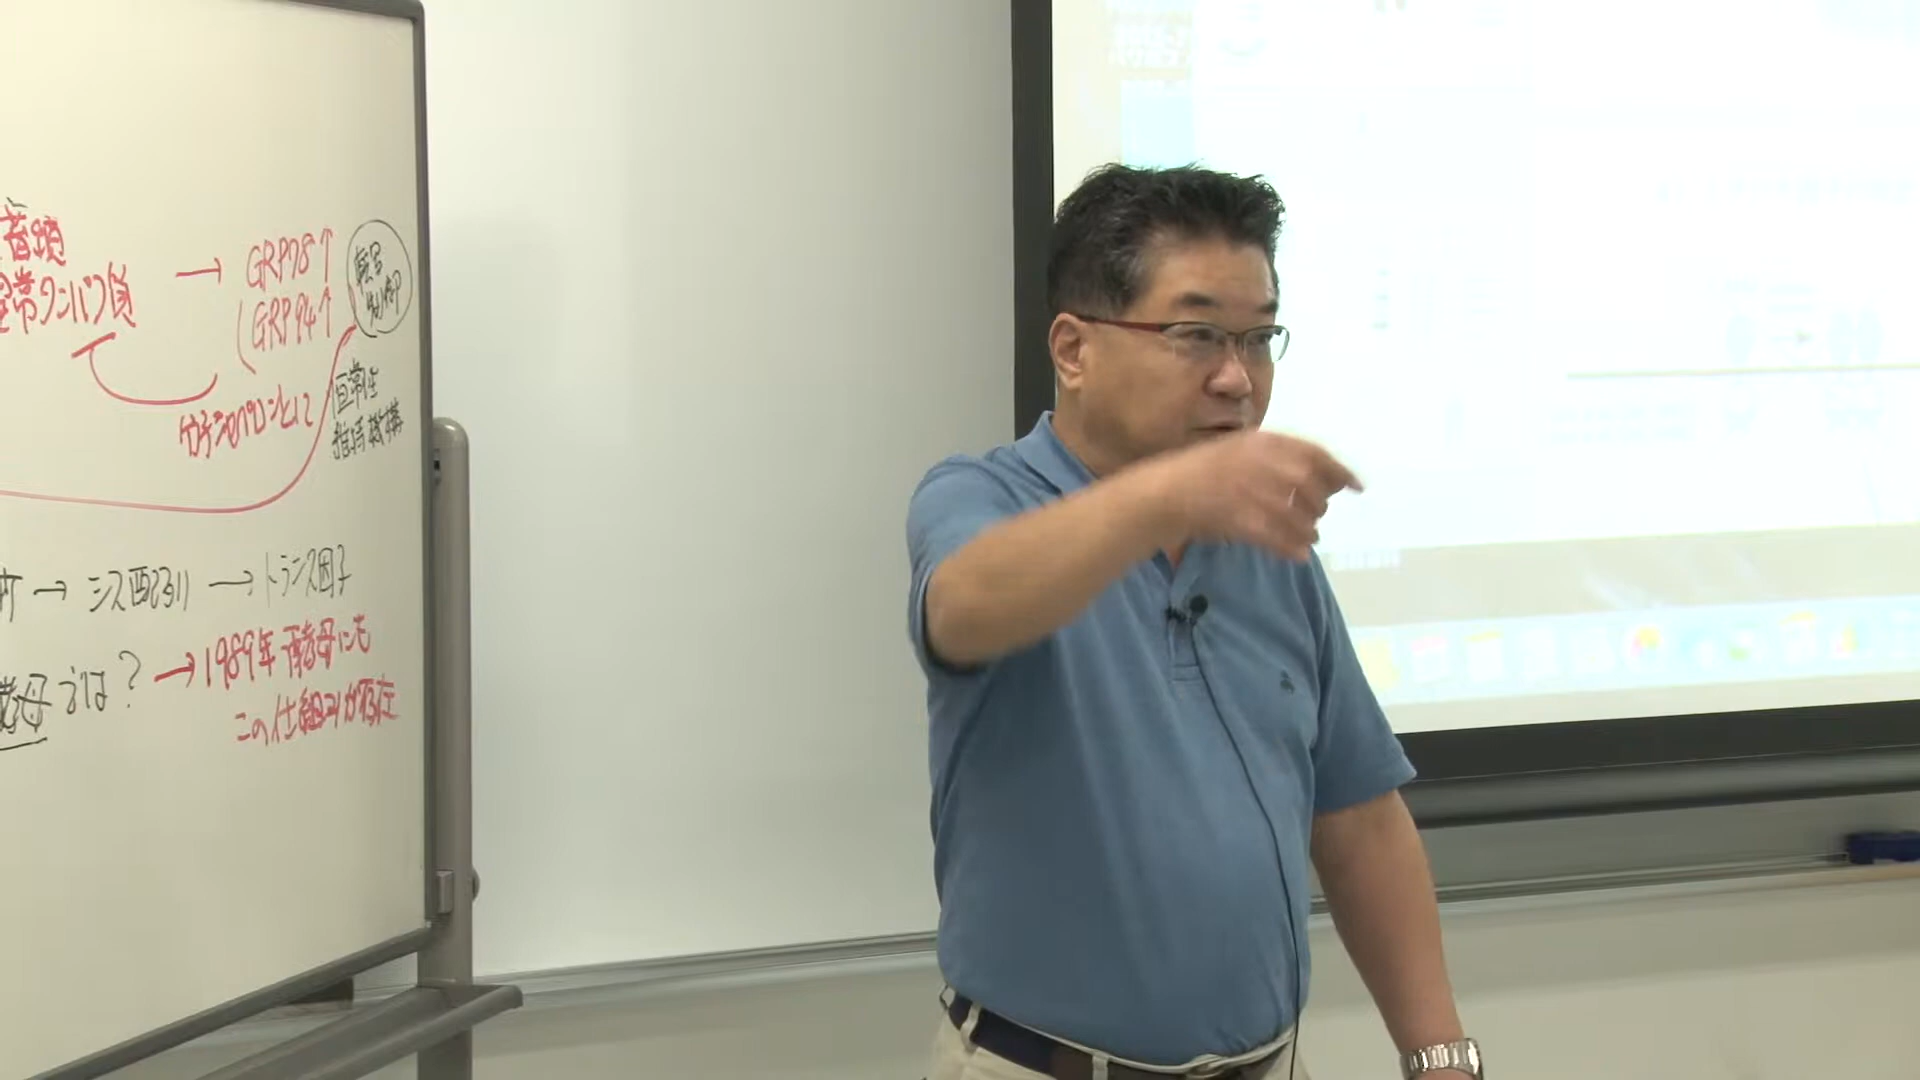 蓄積
異常タンパク質
→ GRP78↑
GRP94↑
転写
制御
分子シャペロンとして
恒常性
維持機構
→ シス配列 → トランス因子
酵母では? → 1989年酵母にも
この仕組みが存在